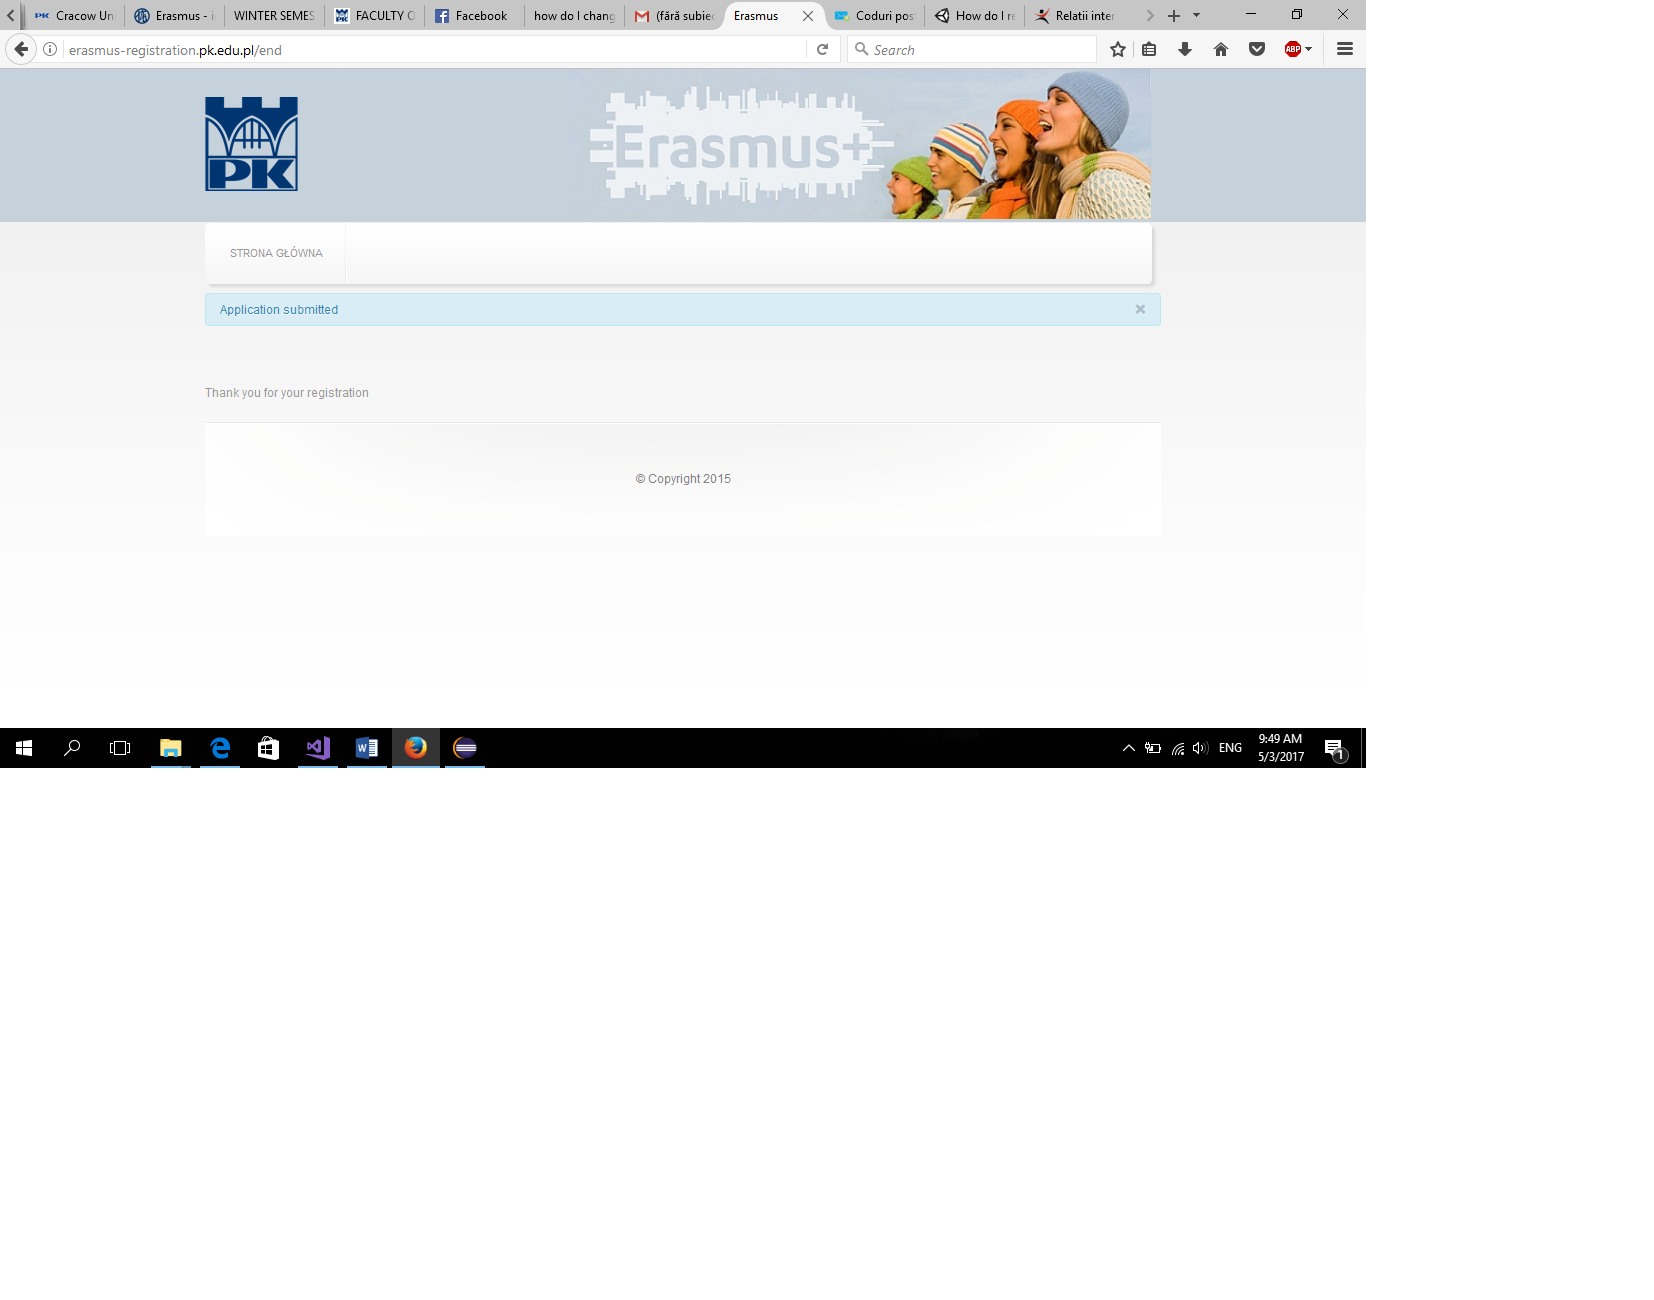 Cracow Un
Erasmus - i
WINTER SEMES
FACULTY O
Facebook
how do I chang
(fără subiec
Erasmus
Coduri pos
How do I re
Relatii inter
erasmus-registration.pk.edu.pl/end
Search
ABP
PK
Erasmus+
STRONA GŁÓWNA
Application submitted
Thank you for your registration
© Copyright 2015
ENG
9:49 AM
5/3/2017
1